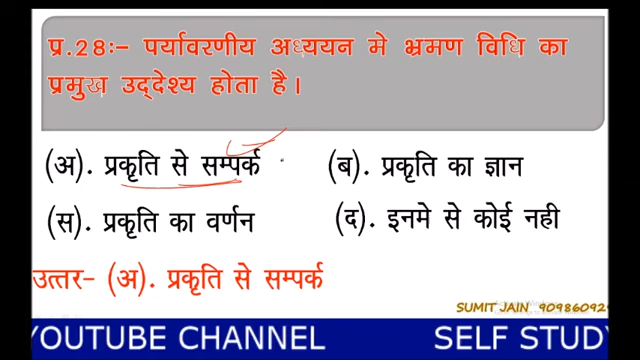 प्र.28ः- पर्यावरणीय अध्ययन मे भ्रमण विधि का
प्रमुख उद्देश्य होता है ।
(अ). प्रकृति से सम्पर्क (ब). प्रकृति का ज्ञान
(स). प्रकृति का वर्णन (द). इनमे से कोई नही
उत्तर- (अ). प्रकृति से सम्पर्क
SUMIT JAIN 909860929
YOUTUBE CHANNEL SELF STUDY